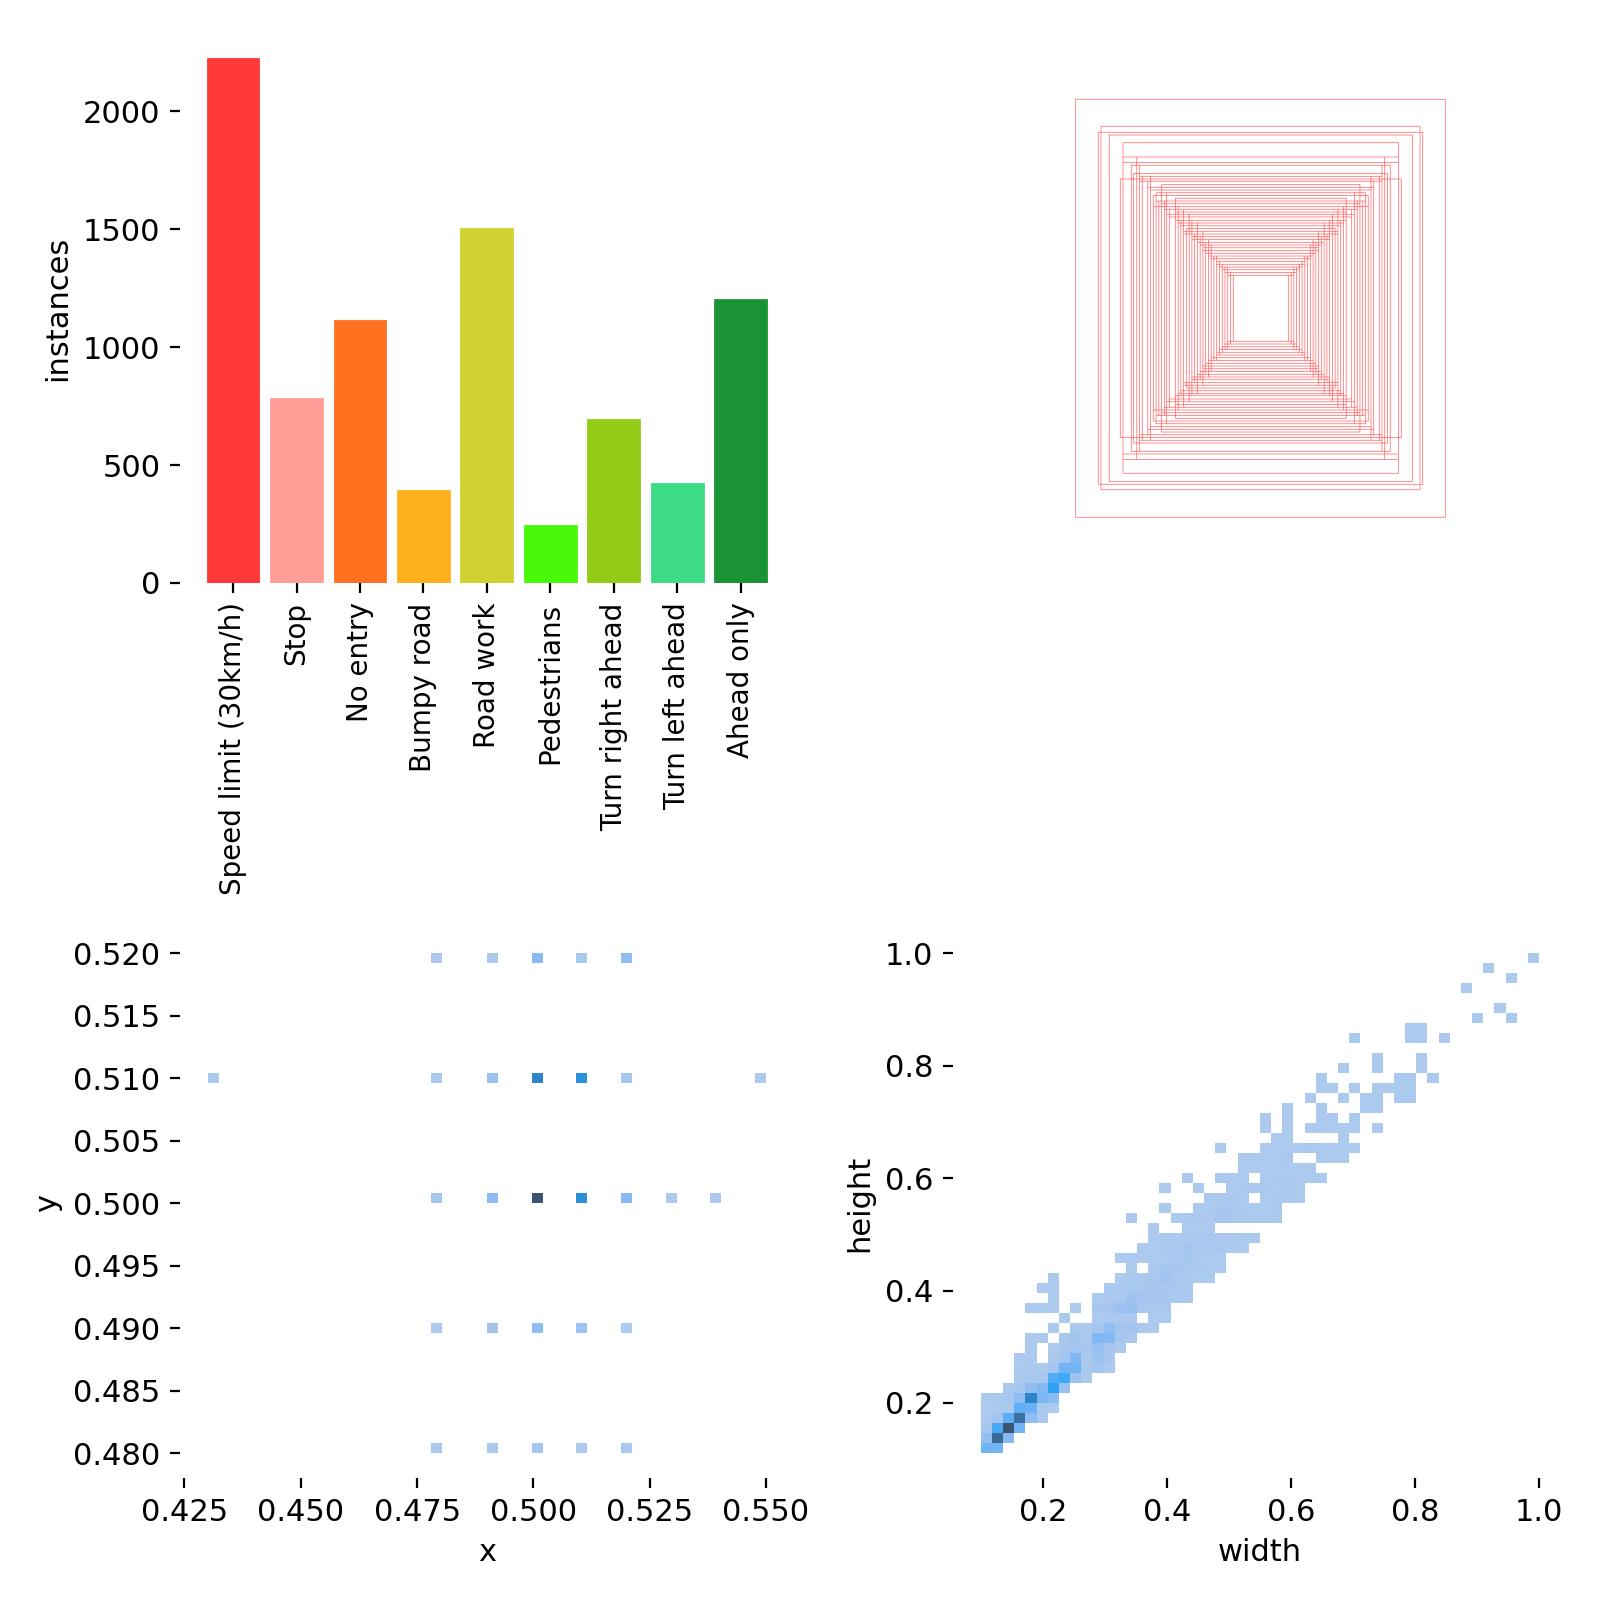 instances
2000
1500
1000
500
0
Speed limit (30km/h)
Stop
No entry
Bumpy road
Road work
Pedestrians
Turn right ahead
Turn left ahead
Ahead only
y
0.520
0.515
0.510
0.505
0.500
0.495
0.490
0.485
0.480
0.425 0.450 0.475 0.500 0.525 0.550
x
height
1.0
0.8
0.6
0.4
0.2
0.2 0.4 0.6 0.8 1.0
width